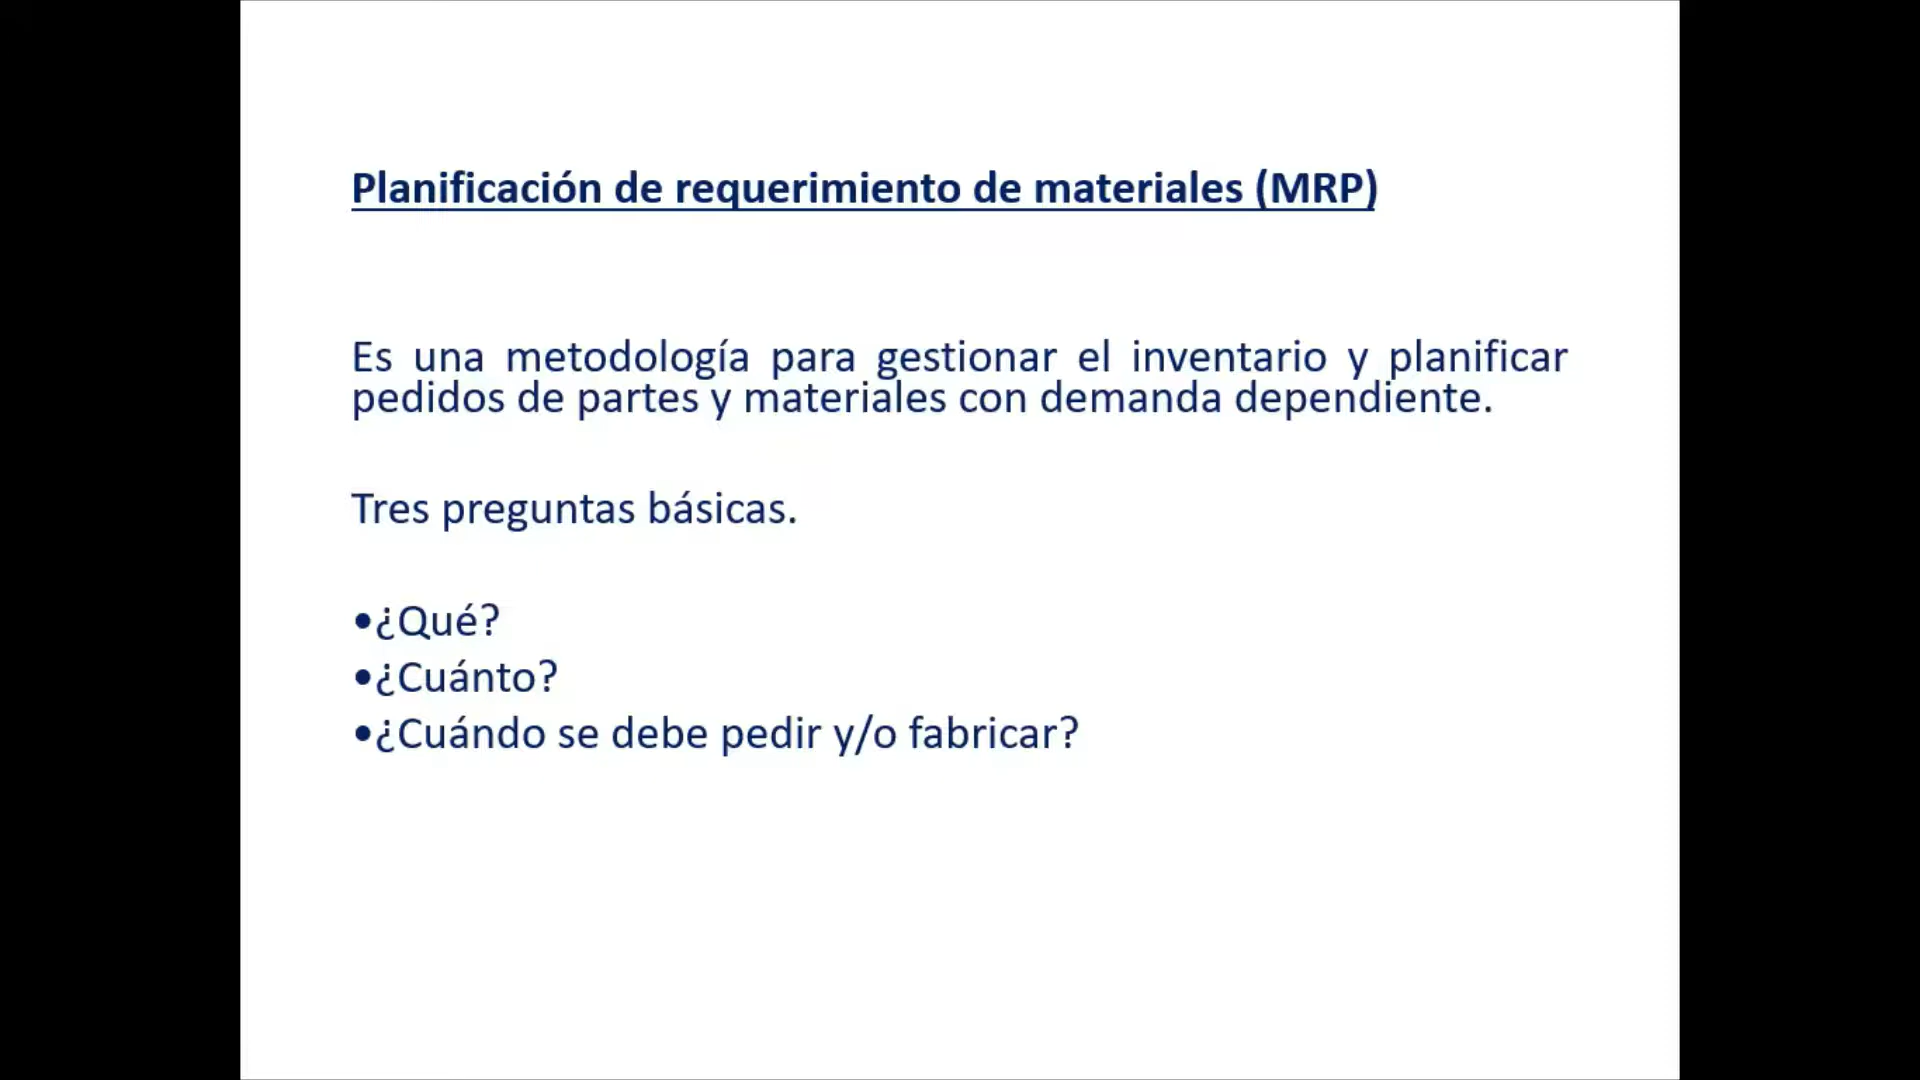 Planificación de requerimiento de materiales (MRP)
Es una metodología para gestionar el inventario y planificar
pedidos de partes y materiales con demanda dependiente.
Tres preguntas básicas.
•¿Qué?
•¿Cuánto?
•¿Cuándo se debe pedir y/o fabricar?